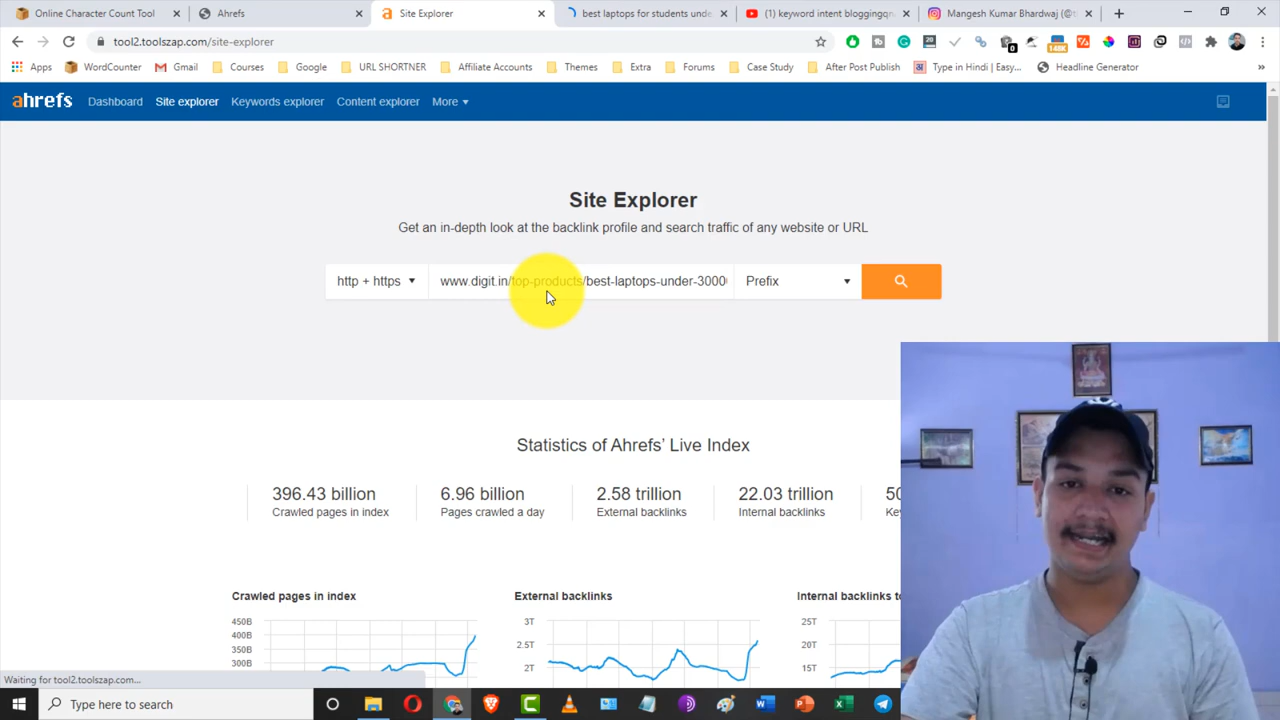 Online Character Count Tool
Ahrefs
Site Explorer
best laptops for students unde
(1) keyword intent bloggingqn
Mangesh Kumar Bhardwaj (@
tool2.toolszap.com/site-explorer
Apps
WordCounter
Gmail
Courses
Google
URL SHORTNER
Affiliate Accounts
Themes
Extra
Forums
Case Study
After Post Publish
Type in Hindi | Easy...
Headline Generator
ahrefs
Dashboard
Site explorer
Keywords explorer
Content explorer
More
Site Explorer
Get an in-depth look at the backlink profile and search traffic of any website or URL
http + https
www.digit.in/top-products/best-laptops-under-3000
Prefix
Statistics of Ahrefs' Live Index
396.43 billion
Crawled pages in index
6.96 billion
Pages crawled a day
2.58 trillion
External backlinks
22.03 trillion
Internal backlinks
Crawled pages in index
450B
400B
350B
300B
External backlinks
3T
2.5T
2T
Internal backlinks
25T
20T
15T
Waiting for tool2.toolszap.com...
Type here to search